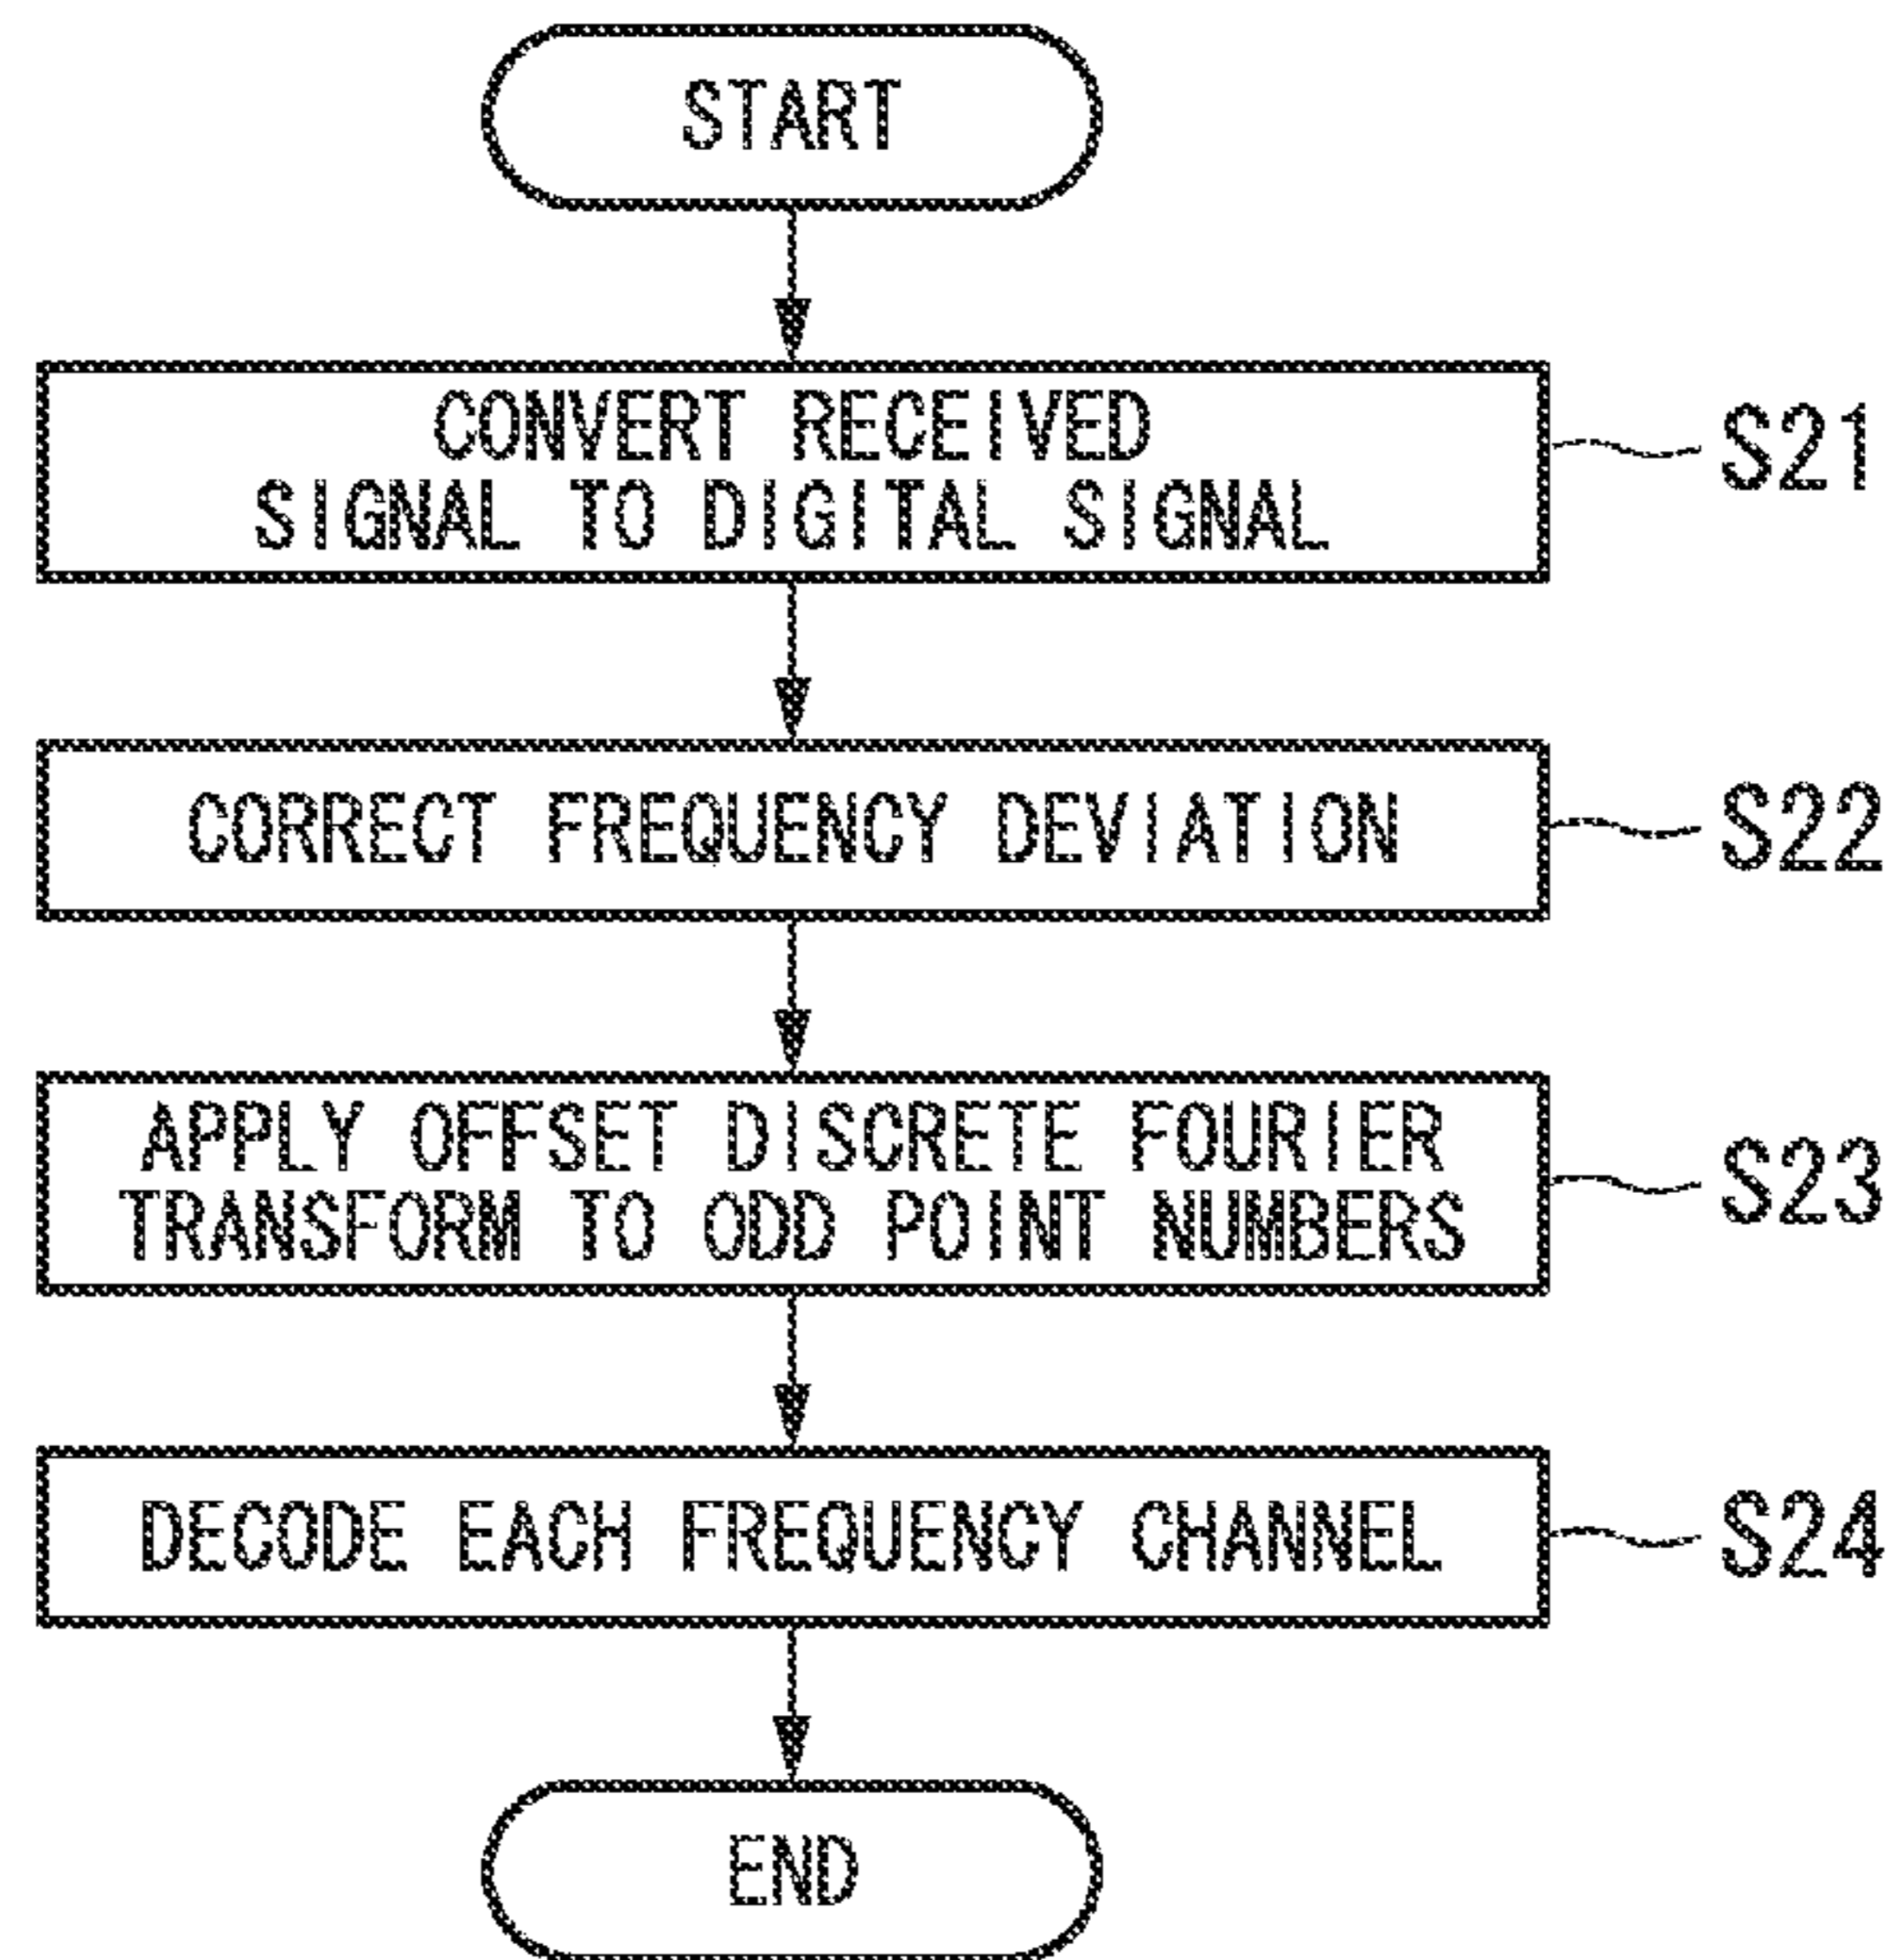 START
CONVERT RECEIVED
SIGNAL TO DIGITAL SIGNAL
S21
CORRECT FREQUENCY DEVIATION
S22
APPLY OFFSET DISCRETE FOURIER
TRANSFORM TO ODD POINT NUMBERS
S23
DECODE EACH FREQUENCY CHANNEL
S24
END